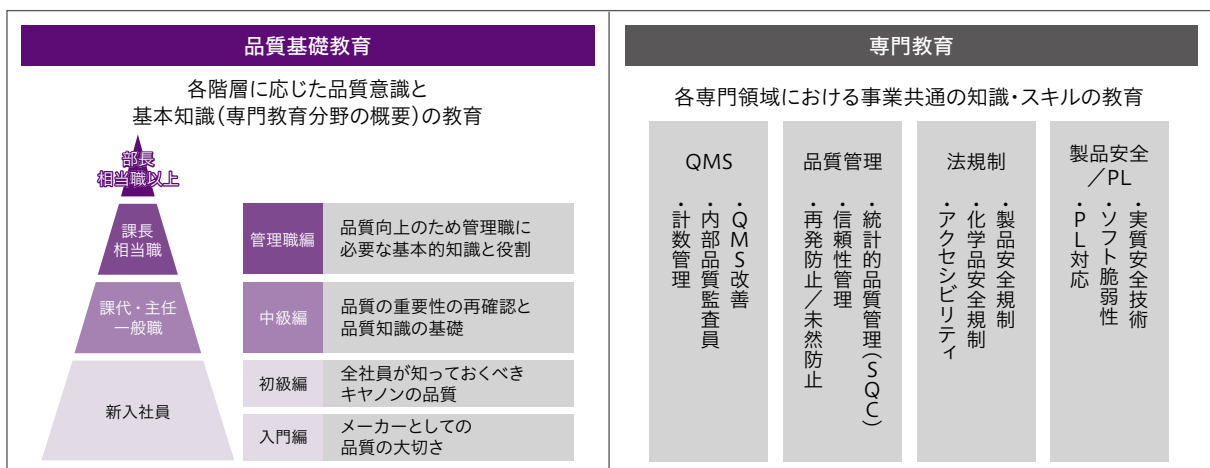 品質基礎教育
各階層に応じた品質意識と
基本知識(専門教育分野の概要)の教育
部長
相当職以上
課長
相当職
管理職編
品質向上のため管理職に
必要な基本的知識と役割
課代・主任
一般職
中級編
品質の重要性の再確認と
品質知識の基礎
新入社員
初級編
全社員が知っておくべき
キヤノンの品質
入門編
メーカーとしての
品質の大切さ
専門教育
各専門領域における事業共通の知識・スキルの教育
QMS
・QMS改善
・内部品質監査員
・計数管理
品質管理
・統計的品質管理(SQC)
・信頼性管理
・再発防止/未然防止
法規制
・製品安全規制
・化学品安全規制
・アクセシビリティ
製品安全
/PL
・実質安全技術
・ソフト脆弱性
・PL対応